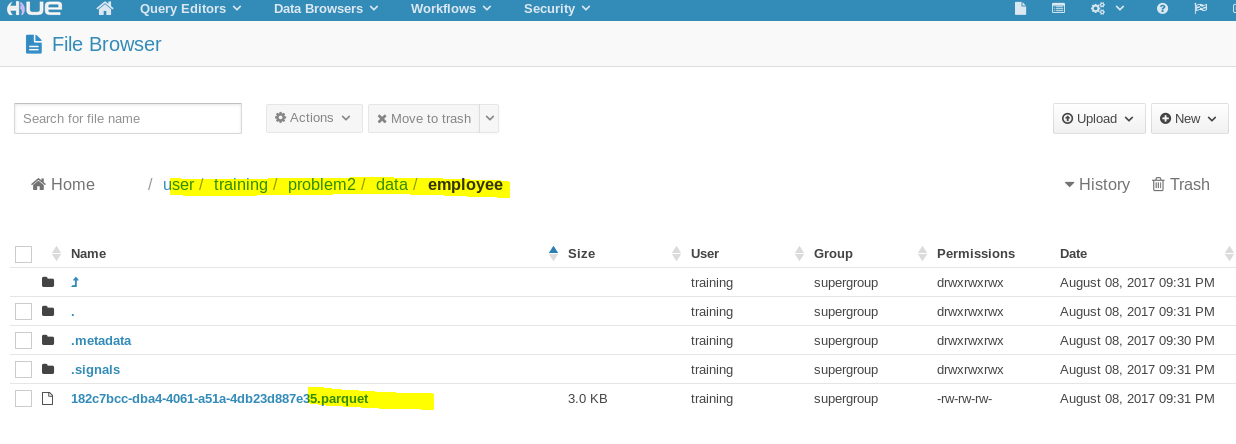 HUE Query Editors Data Browsers Workflows Security
File Browser
Search for file name Actions Move to trash Upload New
Home / user / training / problem2 / data / employee History Trash
Name Size User Group Permissions Date
training supergroup drwxrwxrwx August 08, 2017 09:31 PM
. training supergroup drwxrwxrwx August 08, 2017 09:31 PM
.metadata training supergroup drwxrwxrwx August 08, 2017 09:30 PM
.signals training supergroup drwxrwxrwx August 08, 2017 09:31 PM
182c7bcc-dba4-4061-a51a-4db23d887e35.parquet 3.0 KB training supergroup -rw-rw-rw- August 08, 2017 09:31 PM